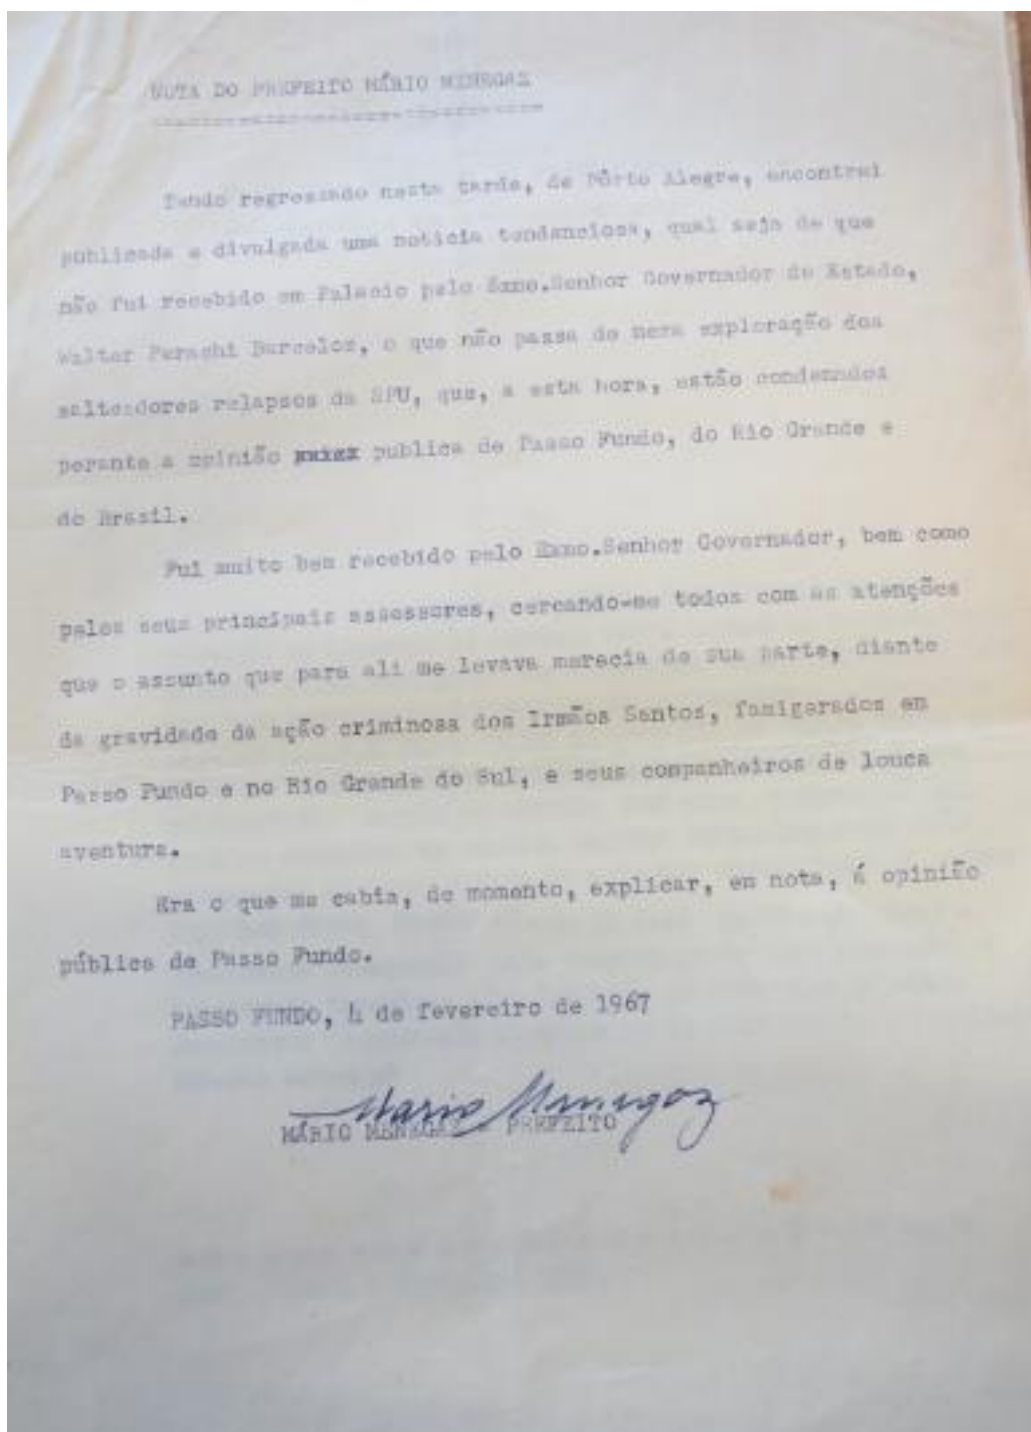 NOTA DO PREFEITO MÁRIO MENEGAZ
Tendo regressado nesta tarde, de Pôrto Alegre, encontrei
publicada e divulgada uma noticia tendenciosa, qual seja de que
não fui recebido em Palacio pelo Exmo.Senhor Governador do Estado,
Walter Perachi Barcelos, o que não passa de mera exploração dos
salteadores relapsos da SPU, que, a esta hora, estão condenados
perante a opinião publica de Passo Fundo, do Rio Grande e
do Brasil.
Fui muito bem recebido pelo Exmo.Senhor Governador, bem como
pelos seus principais assessores, cercando-me todos com as atenções
que o assunto que para ali me levava merecia de sua parte, diante
da gravidade da ação criminosa dos Irmãos Santos, famigerados em
Passo Fundo e no Rio Grande do Sul, e seus companheiros de louca
aventura.
Era o que me cabia, de momento, explicar, em nota, á opinião
pública de Passo Fundo.
PASSO FUNDO, 4 de fevereiro de 1967
Mario Menegaz
MÁRIO MENEGAZ PREFEITO